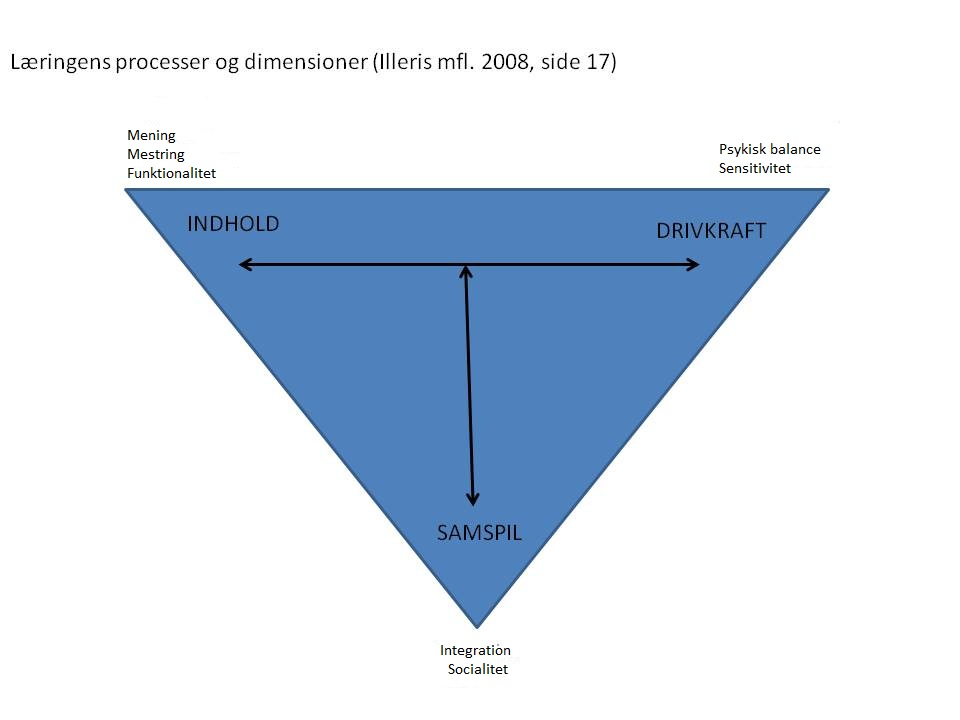 Læringens processer og dimensioner (Illeris mfl. 2008, side 17)
Mening
Mestring
Funktionalitet
Psykisk balance
Sensitivitet
INDHOLD
DRIVKRAFT
SAMSPIL
Integration
Socialitet